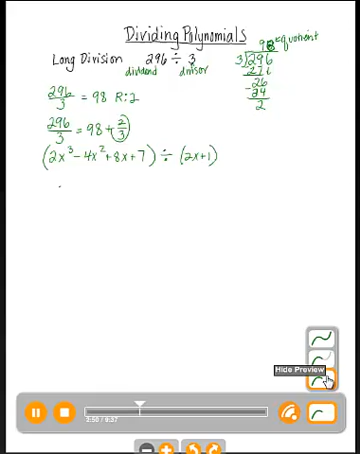 Dividing Polynomials
98 ← quotient
Long Division 296 ÷ 3
dividend divisor
3 296
27
26
- 24
2
296/3 = 98 R:2
296/3 = 98 + 2/3
(2x³ - 4x² + 8x + 7) ÷ (2x+1)
Hide Preview
2:50 / 9:37